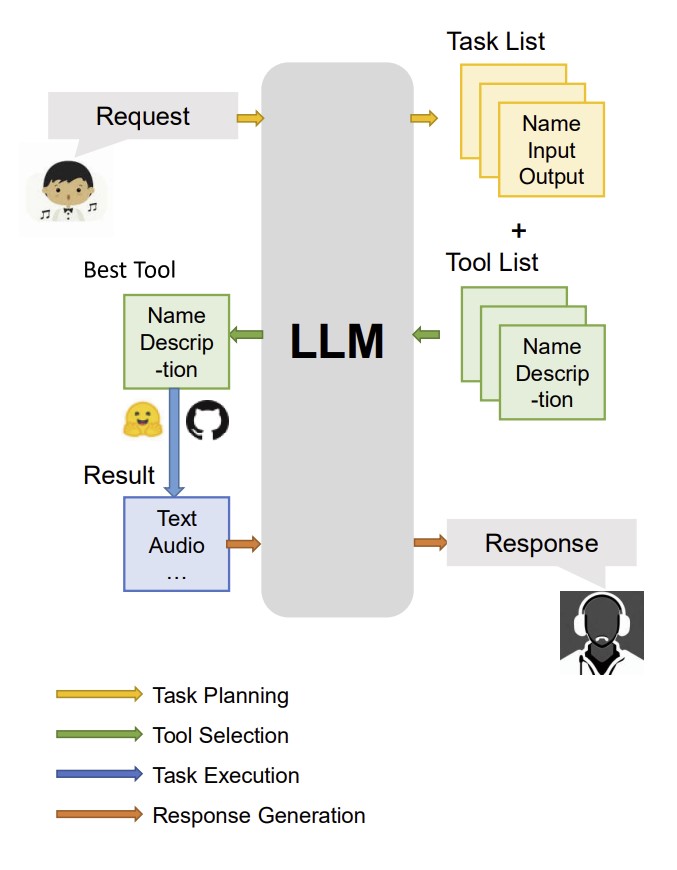 Task List
Request
Name
Input
Output
+
Tool List
Best Tool
Name
Descrip
-tion
LLM
Name
Descrip
-tion
Result
Text
Audio
...
Response
Task Planning
Tool Selection
Task Execution
Response Generation